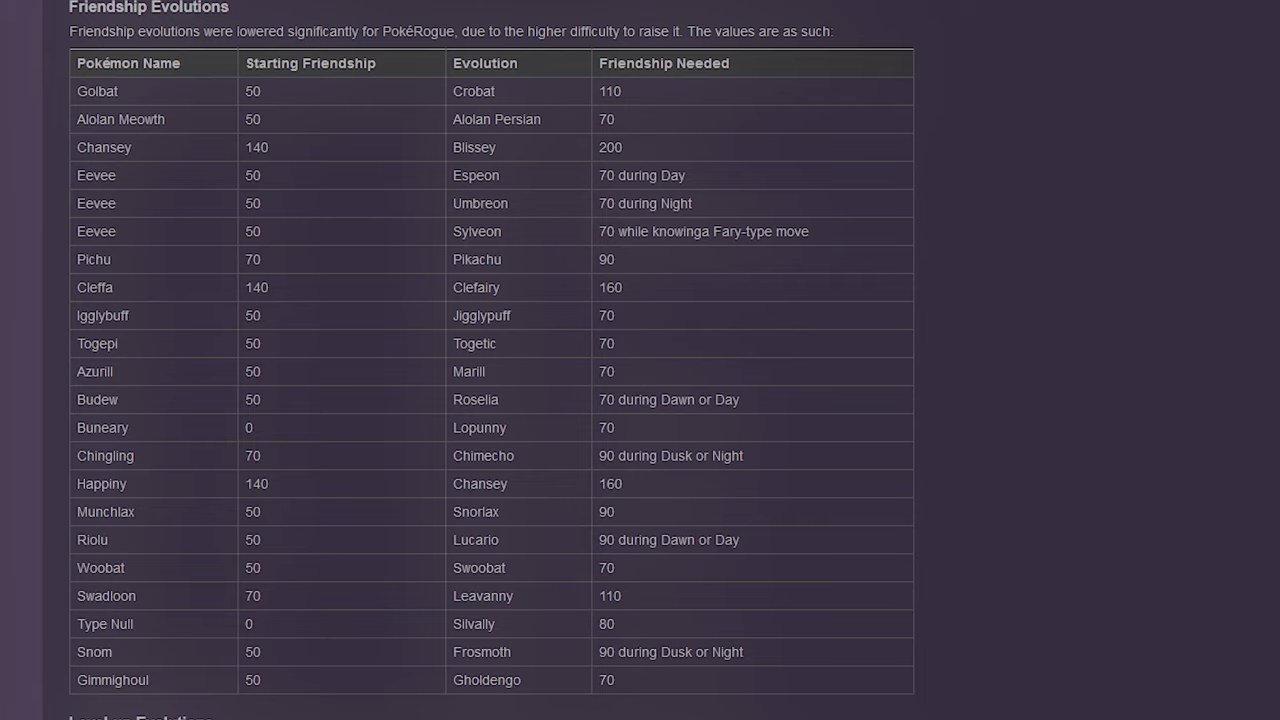 Friendship Evolutions
Friendship evolutions were lowered significantly for PokéRogue, due to the higher difficulty to raise it. The values are as such:
Pokémon Name Starting Friendship Evolution Friendship Needed
Golbat 50 Crobat 110
Alolan Meowth 50 Alolan Persian 70
Chansey 140 Blissey 200
Eevee 50 Espeon 70 during Day
Eevee 50 Umbreon 70 during Night
Eevee 50 Sylveon 70 while knowinga Fary-type move
Pichu 70 Pikachu 90
Cleffa 140 Clefairy 160
Igglybuff 50 Jigglypuff 70
Togepi 50 Togetic 70
Azurill 50 Marill 70
Budew 50 Roselia 70 during Dawn or Day
Buneary 0 Lopunny 70
Chingling 70 Chimecho 90 during Dusk or Night
Happiny 140 Chansey 160
Munchlax 50 Snorlax 90
Riolu 50 Lucario 90 during Dawn or Day
Woobat 50 Swoobat 70
Swadloon 70 Leavanny 110
Type Null 0 Silvally 80
Snom 50 Frosmoth 90 during Dusk or Night
Gimmighoul 50 Gholdengo 70